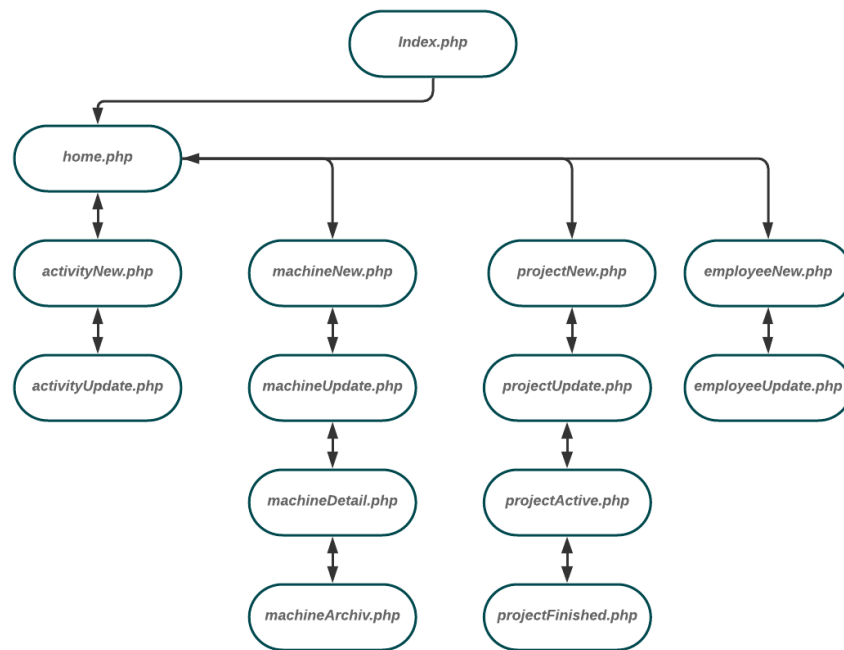 Index.php
home.php
activityNew.php
machineNew.php
projectNew.php
employeeNew.php
activityUpdate.php
machineUpdate.php
projectUpdate.php
employeeUpdate.php
machineDetail.php
projectActive.php
machineArchiv.php
projectFinished.php